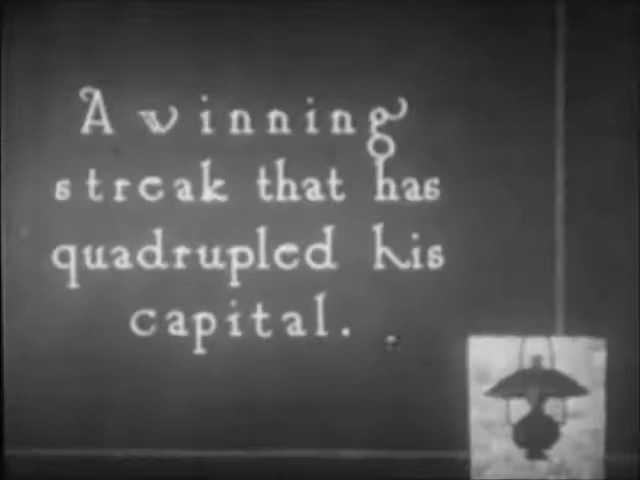 A winning
streak that has
quadrupled his
capital.